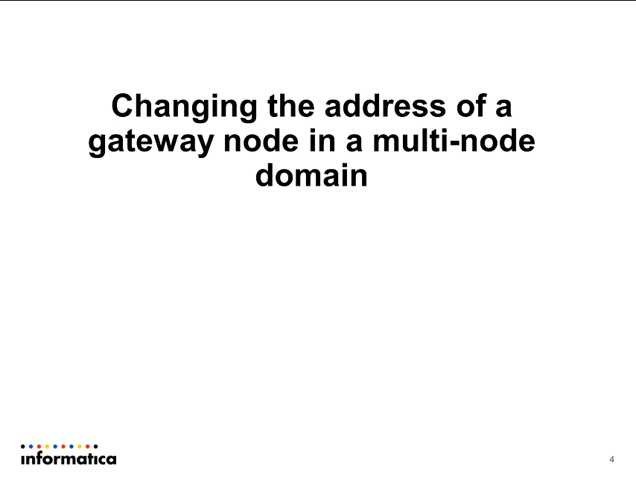 Changing the address of a
gateway node in a multi-node
domain
informatica
4